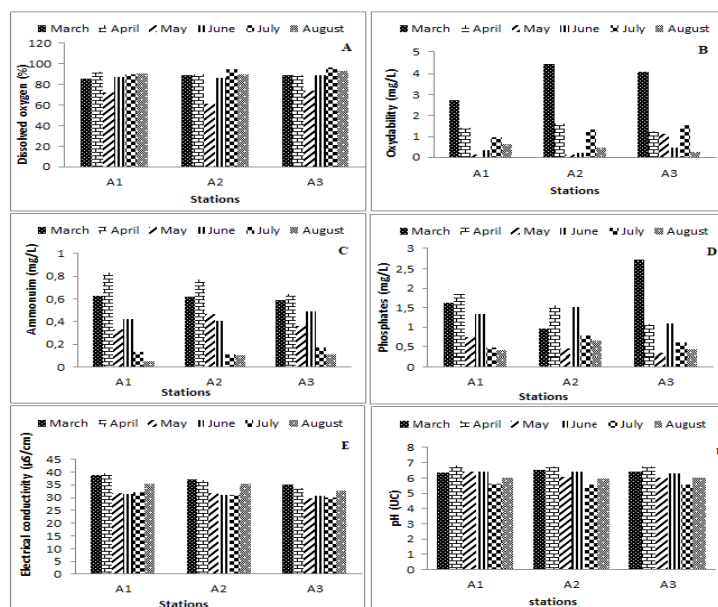 March April May June July August
A
Dissolved oxygen (%)
120
100
80
60
40
20
0
A1 A2 A3
Stations
March April May June July August
B
Oxydability (mg/L)
5
4
3
2
1
0
A1 A2 A3
Stations
March April May June July August
C
Ammonuim (mg/L)
1
0,8
0,6
0,4
0,2
0
A1 A2 A3
Stations
March April May June July August
D
Phosphates (mg/L)
3
2,5
2
1,5
1
0,5
0
A1 A2 A3
Stations
March April May June July August
E
Electrical conductivity (µS/cm)
45
40
35
30
25
20
15
10
5
0
A1 A2 A3
Stations
March April May June July August
pH (UC)
8
7
6
5
4
3
2
1
0
A1 A2 A3
stations